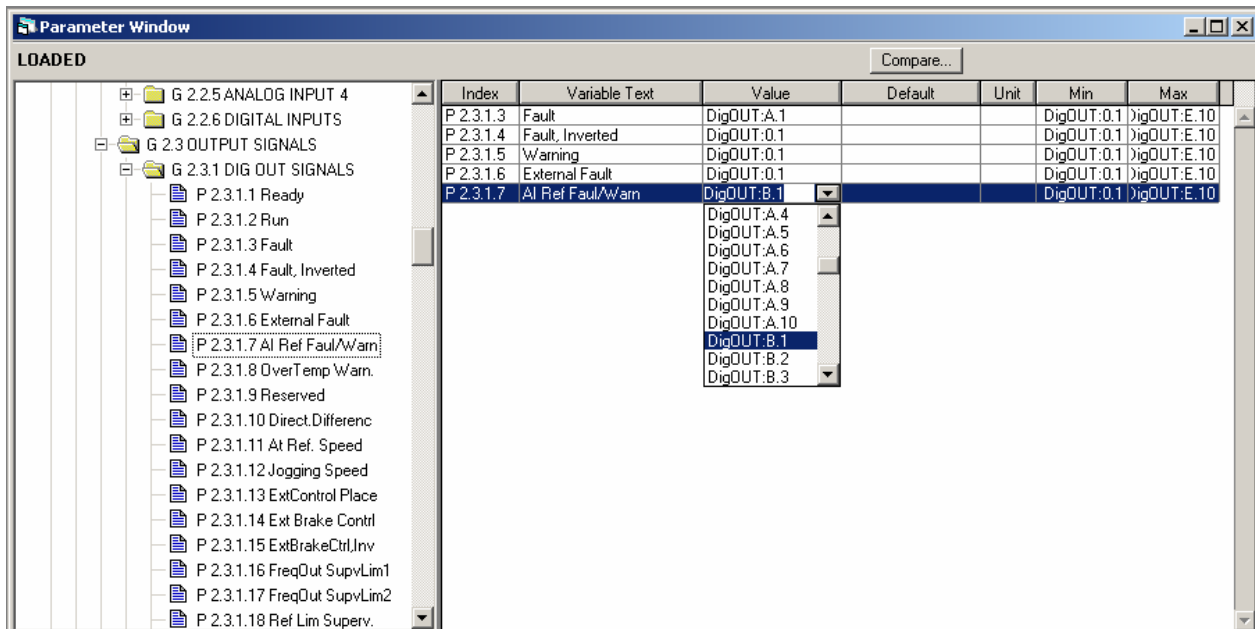 Parameter Window
LOADED
Compare...
G 2.2.5 ANALOG INPUT 4
G 2.2.6 DIGITAL INPUTS
G 2.3 OUTPUT SIGNALS
G 2.3.1 DIG OUT SIGNALS
P 2.3.1.1 Ready
P 2.3.1.2 Run
P 2.3.1.3 Fault
P 2.3.1.4 Fault, Inverted
P 2.3.1.5 Warning
P 2.3.1.6 External Fault
P 2.3.1.7 AI Ref Faul/Warn
P 2.3.1.8 OverTemp Warn.
P 2.3.1.9 Reserved
P 2.3.1.10 Direct.Differenc
P 2.3.1.11 At Ref. Speed
P 2.3.1.12 Jogging Speed
P 2.3.1.13 ExtControl Place
P 2.3.1.14 Ext Brake Contrl
P 2.3.1.15 ExtBrakeCtrl,Inv
P 2.3.1.16 FreqOut SupvLim1
P 2.3.1.17 FreqOut SupvLim2
P 2.3.1.18 Ref Lim Superv.
Index Variable Text Value Default Unit Min Max
P 2.3.1.3 Fault DigOUT:A.1 DigOUT:0.1 DigOUT:E.10
P 2.3.1.4 Fault, Inverted DigOUT:0.1 DigOUT:0.1 DigOUT:E.10
P 2.3.1.5 Warning DigOUT:0.1 DigOUT:0.1 DigOUT:E.10
P 2.3.1.6 External Fault DigOUT:0.1 DigOUT:0.1 DigOUT:E.10
P 2.3.1.7 AI Ref Faul/Warn DigOUT:B.1 DigOUT:0.1 DigOUT:E.10
DigOUT:A.4
DigOUT:A.5
DigOUT:A.6
DigOUT:A.7
DigOUT:A.8
DigOUT:A.9
DigOUT:A.10
DigOUT:B.1
DigOUT:B.2
DigOUT:B.3